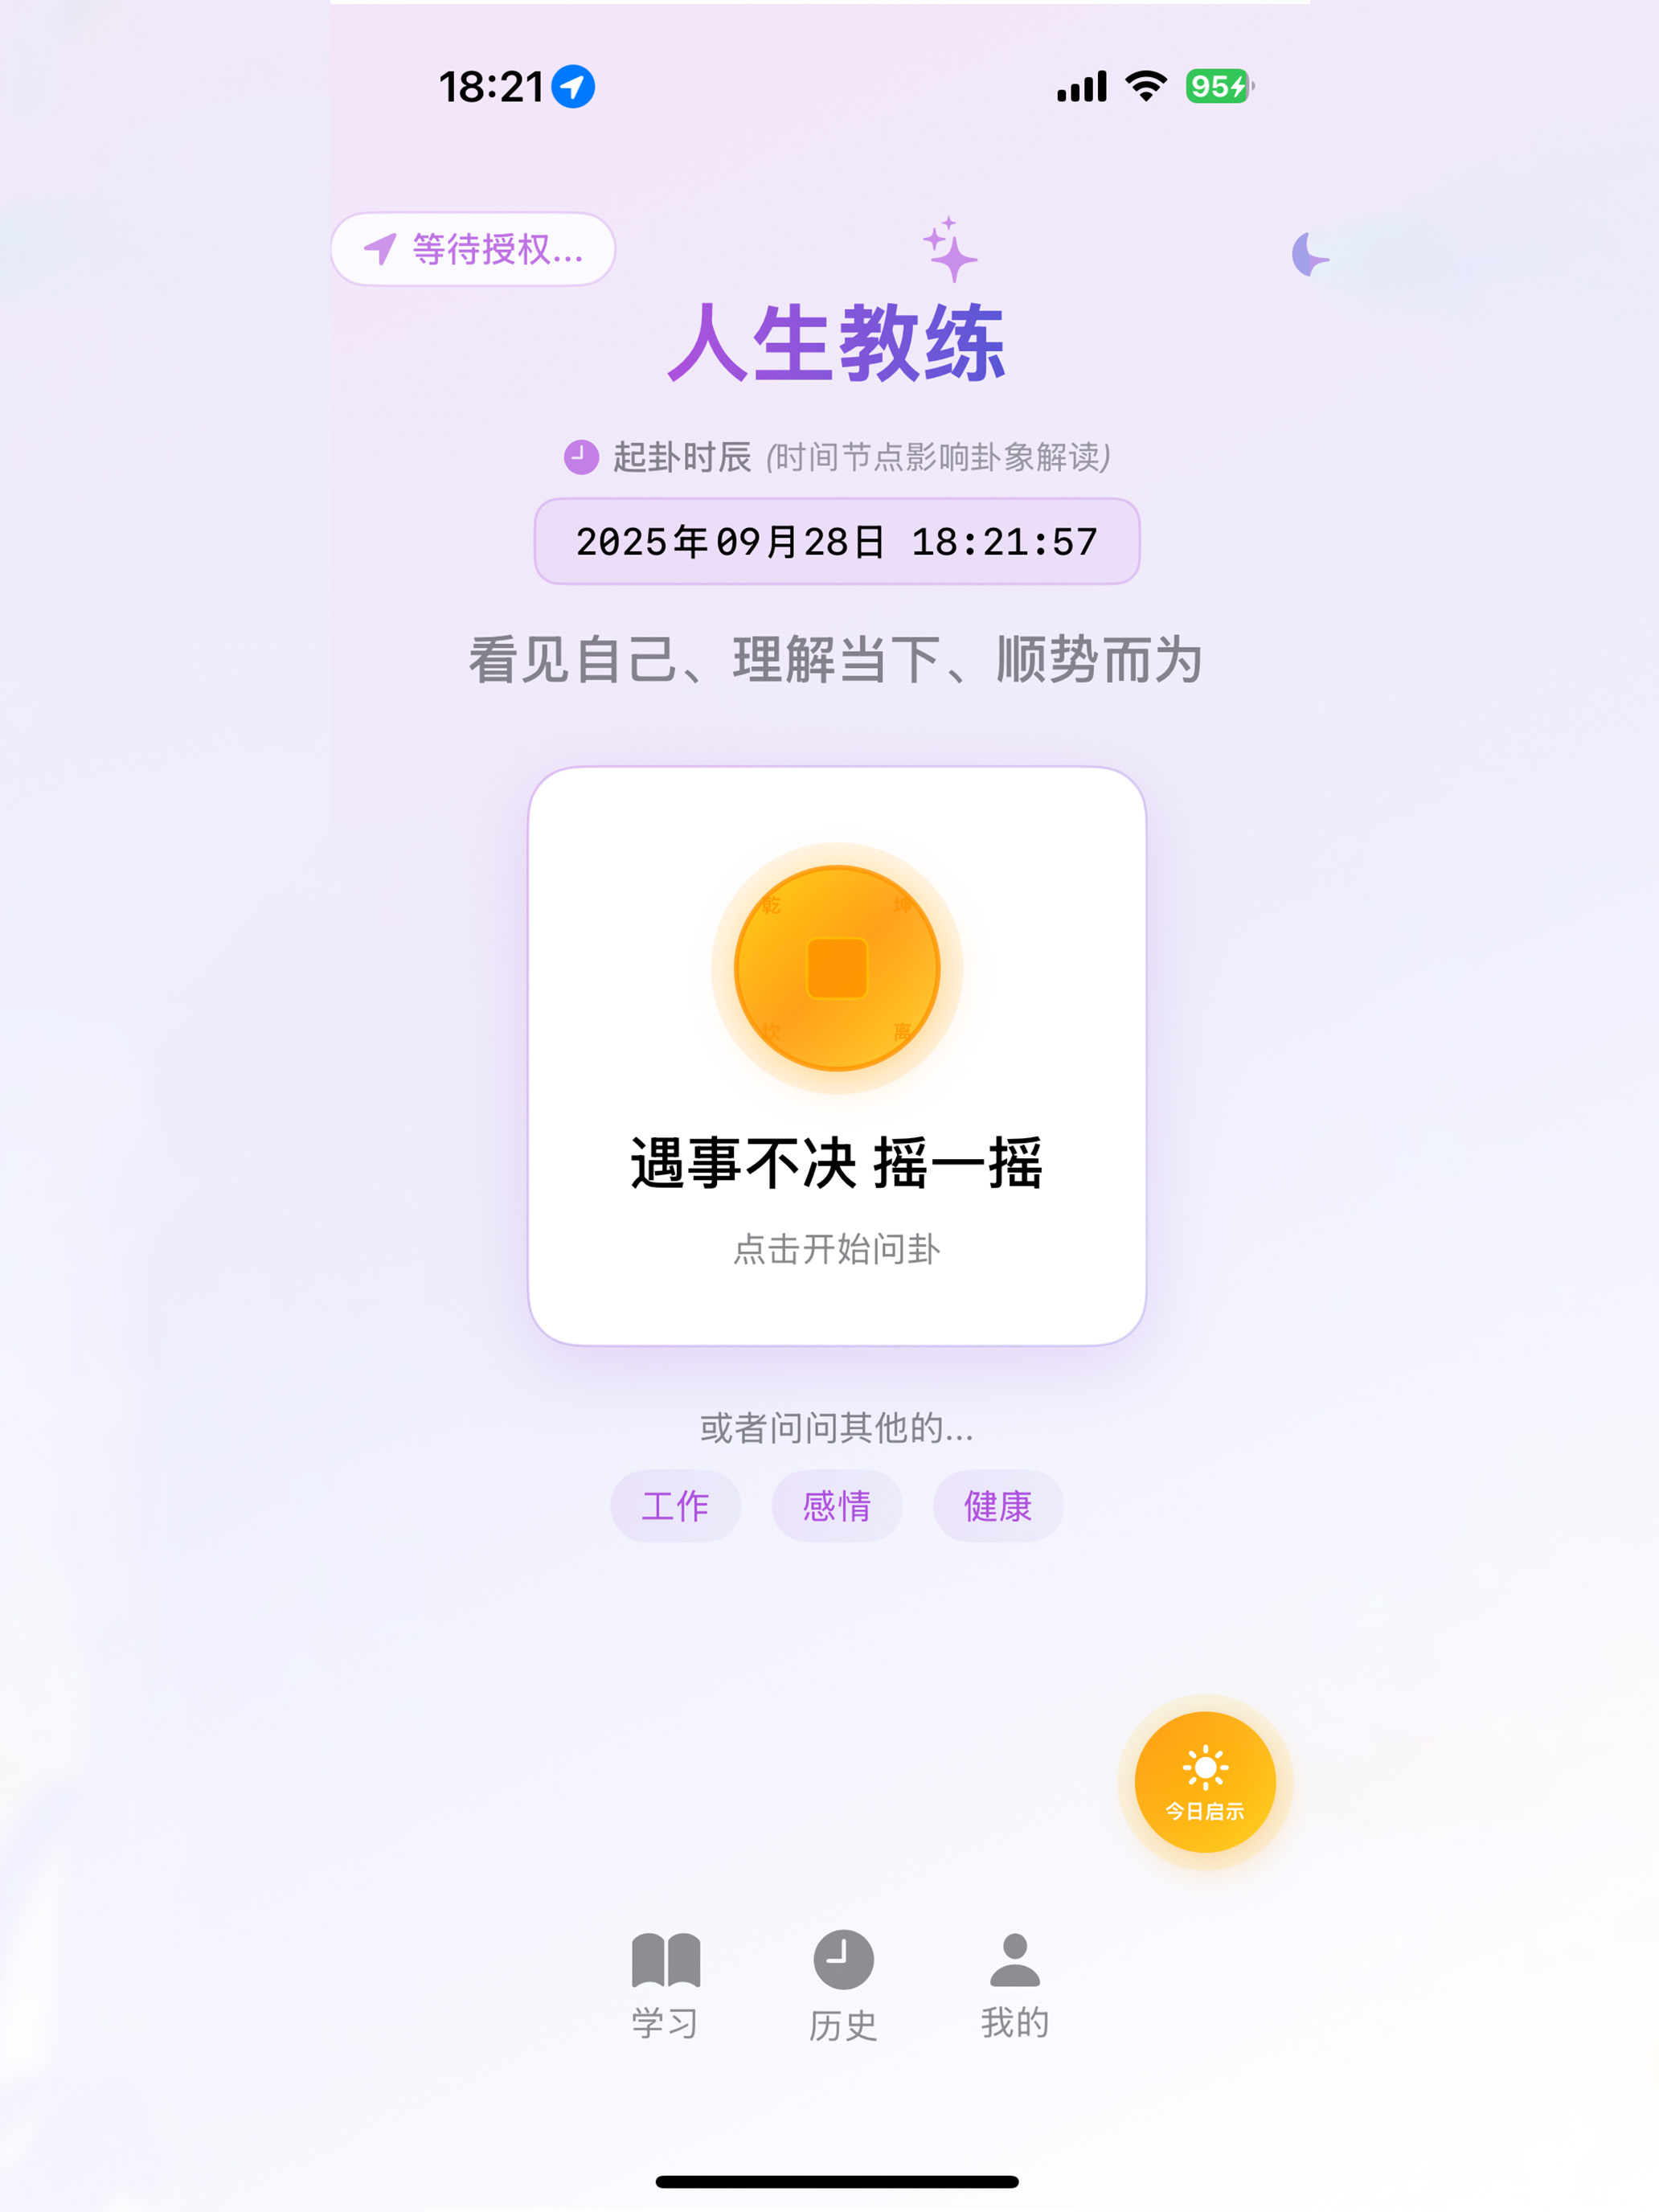 18:21
95
等待授权...
人生教练
起卦时辰 (时间节点影响卦象解读)
2025年09月28日 18:21:57
看见自己、理解当下、顺势而为
乾 坤
坎 离
遇事不决 摇一摇
点击开始问卦
或者问问其他的...
工作 感情 健康
今日启示
学习 历史 我的